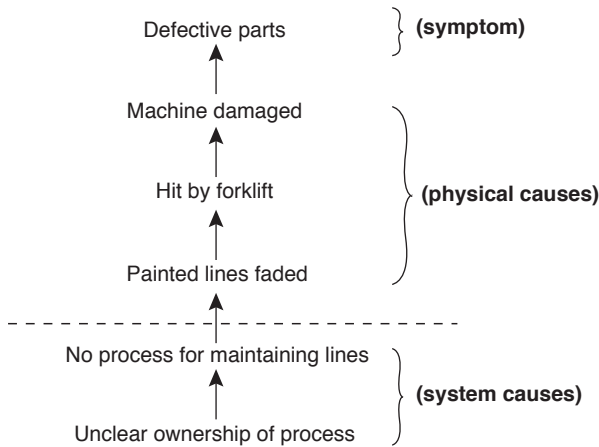 Defective parts
(symptom)
Machine damaged
Hit by forklift
(physical causes)
Painted lines faded
No process for maintaining lines
(system causes)
Unclear ownership of process